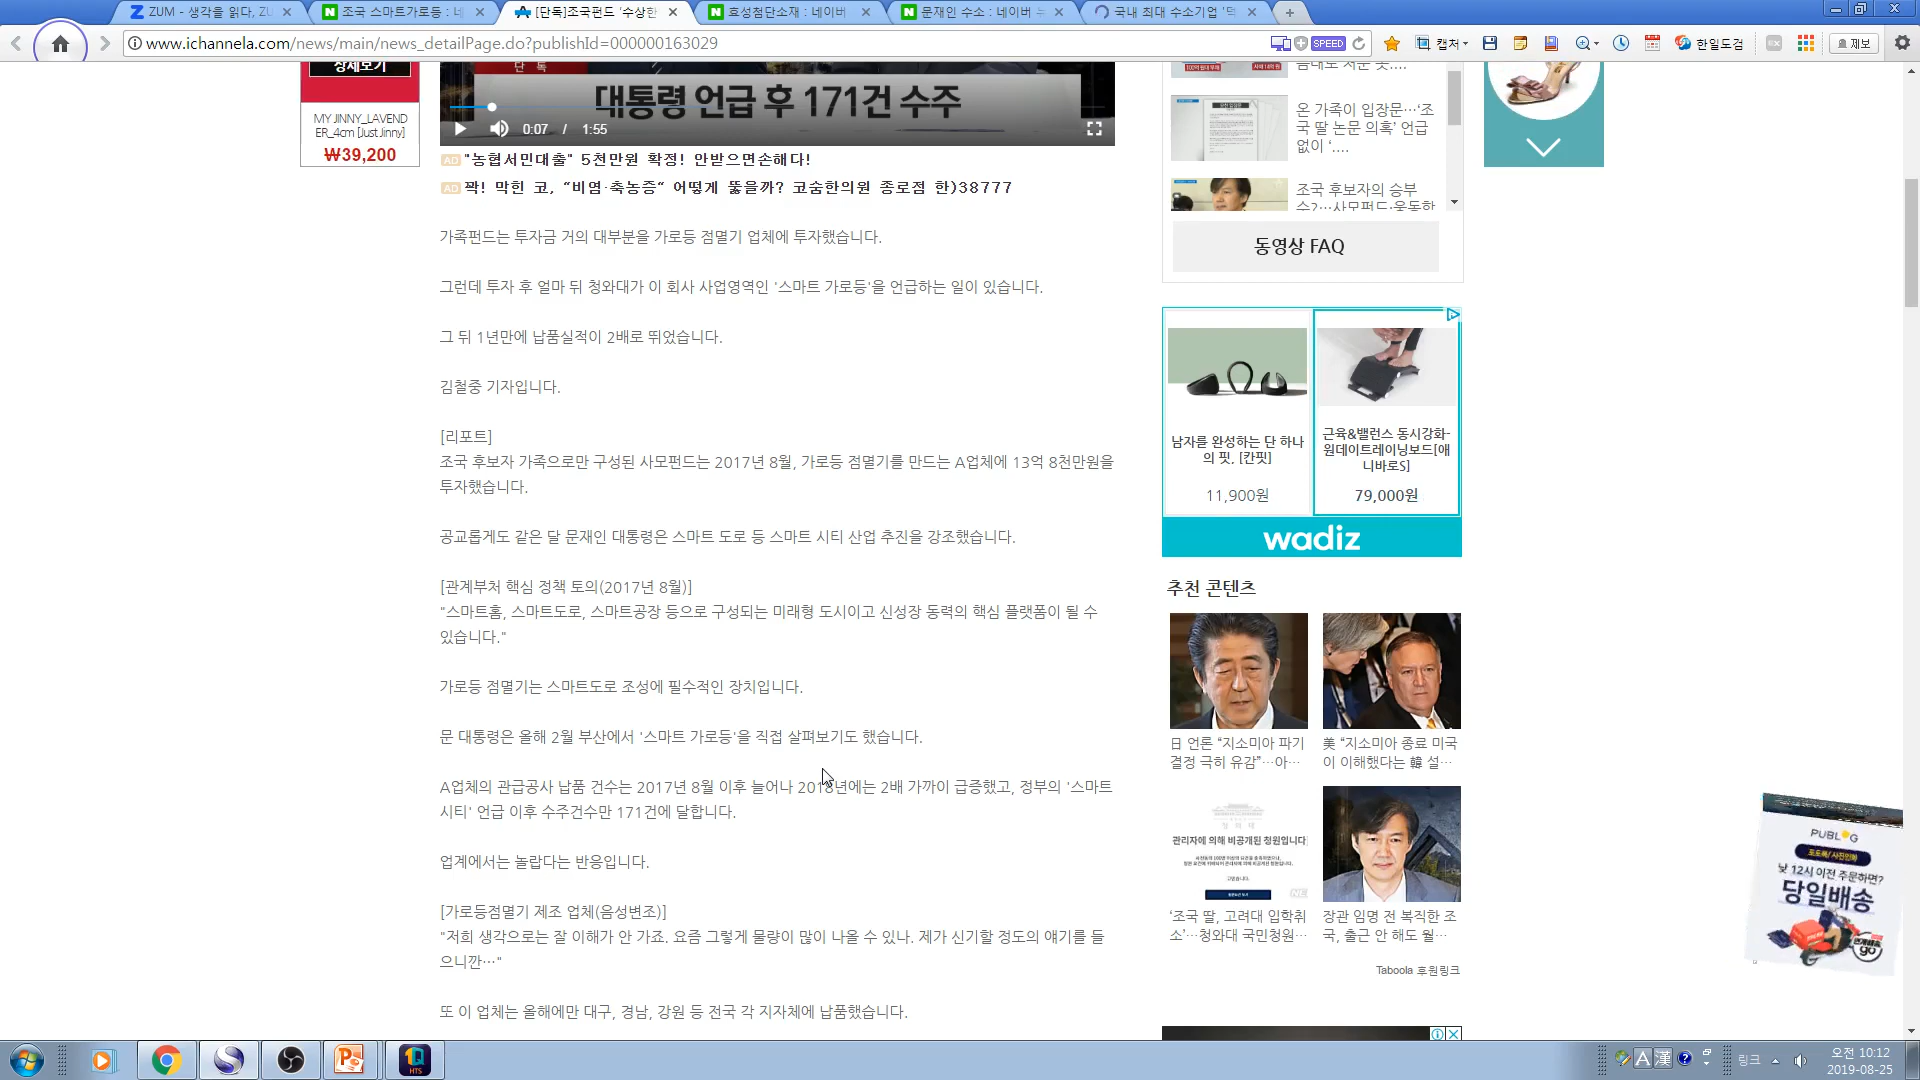 ZUM - 생각을 읽다, ZU
조국 스마트가로등 : 네
[단독]조국펀드 '수상한
효성첨단소재 : 네이버
문재인 수소 : 네이버 뉴
국내 최대 수소기업 '덕
www.ichannela.com/news/main/news_detailPage.do?publishId=000000163029
SPEED
캡처
한일도검
제보
상세보기
MY JINNY_LAVEND
ER_4cm [Just Jinny]
₩39,200
단독
대통령 언급 후 171건 수주
0:07 / 1:55
AD "농협서민대출" 5천만원 확정! 안받으면손해다!
AD 꽉! 막힌 코, “비염·축농증“ 어떻게 뚫을까? 코숨한의원 종로점 한)38777
가족펀드는 투자금 거의 대부분을 가로등 점멸기 업체에 투자했습니다.
그런데 투자 후 얼마 뒤 청와대가 이 회사 사업영역인 '스마트 가로등'을 언급하는 일이 있습니다.
그 뒤 1년만에 납품실적이 2배로 뛰었습니다.
김철중 기자입니다.
[리포트]
조국 후보자 가족으로만 구성된 사모펀드는 2017년 8월, 가로등 점멸기를 만드는 A업체에 13억 8천만원을
투자했습니다.
공교롭게도 같은 달 문재인 대통령은 스마트 도로 등 스마트 시티 산업 추진을 강조했습니다.
[관계부처 핵심 정책 토의(2017년 8월)]
"스마트홈, 스마트도로, 스마트공장 등으로 구성되는 미래형 도시이고 신성장 동력의 핵심 플랫폼이 될 수
있습니다."
가로등 점멸기는 스마트도로 조성에 필수적인 장치입니다.
문 대통령은 올해 2월 부산에서 '스마트 가로등'을 직접 살펴보기도 했습니다.
A업체의 관급공사 납품 건수는 2017년 8월 이후 늘어나 2018년에는 2배 가까이 급증했고, 정부의 '스마트
시티' 언급 이후 수주건수만 171건에 달합니다.
업계에서는 놀랍다는 반응입니다.
[가로등점멸기 제조 업체(음성변조)]
"저희 생각으로는 잘 이해가 안 가죠. 요즘 그렇게 물량이 많이 나올 수 있나. 제가 신기할 정도의 얘기를 들
으니깐…"
또 이 업체는 올해에만 대구, 경남, 강원 등 전국 각 지자체에 납품했습니다.
온 가족이 입장문…‘조
국 딸 논문 의혹’ 언급
없이 ‘….
조국 후보자의 승부
수?…사모펀드·웅동학
동영상 FAQ
남자를 완성하는 단 하나
의 핏. [칸핏]
11,900원
근육&밸런스 동시강화-
원데이트레이닝보드[애
니바로S]
79,000원
wadiz
추천 콘텐츠
日 언론 “지소미아 파기
결정 극히 유감”…아…
美 “지소미아 종료 미국
이 이해했다는 韓 설…
관리자에 의해 비공개된 청원입니다
‘조국 딸, 고려대 입학취
소’…청와대 국민청원…
장관 임명 전 복직한 조
국, 출근 안 해도 월…
Taboola 후원링크
PUBLOG
낮 12시 이전 주문하면?
당일배송
go
HTS
A 漢
링크
오전 10:12
2019-08-25